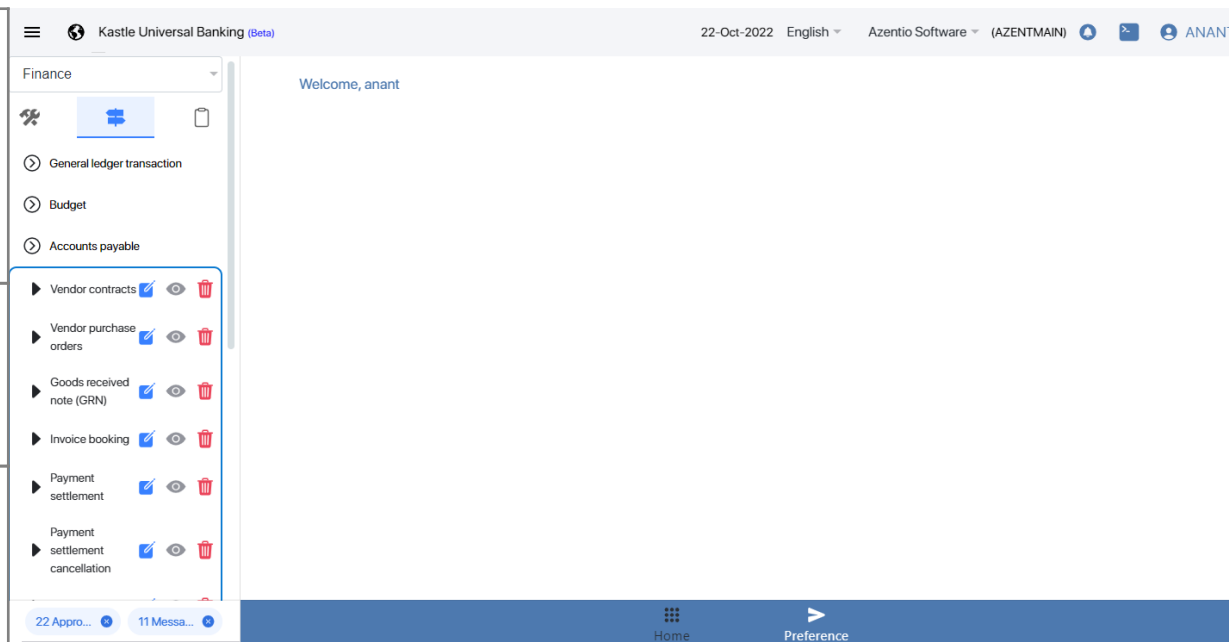 Kastle Universal Banking (Beta)
22-Oct-2022 English Azentio Software (AZENTMAIN) ANANT
Finance
Welcome, anant
General ledger transaction
Budget
Accounts payable
Vendor contracts
Vendor purchase
orders
Goods received
note (GRN)
Invoice booking
Payment
settlement
Payment
settlement
cancellation
22 Appro...
11 Messa...
Home
Preference